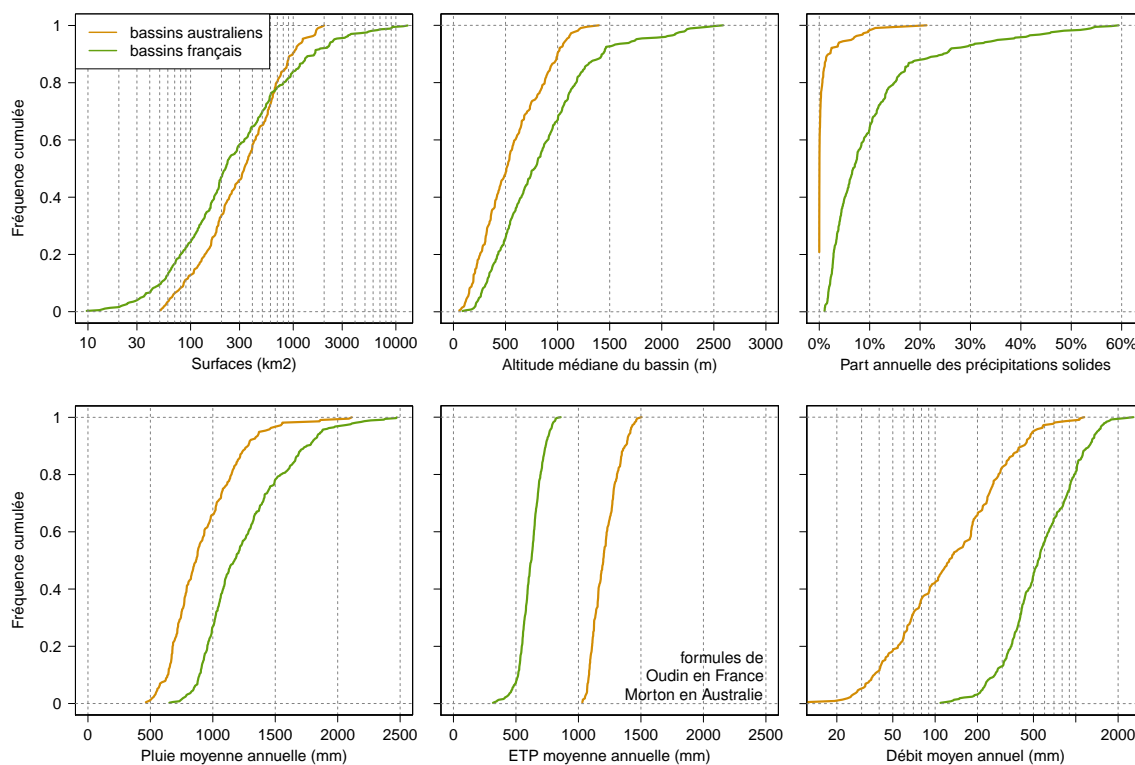 bassins australiens
bassins français
Fréquence cumulée
1
0.8
0.6
0.4
0.2
0
10 30 100 300 1000 3000 10000
Surfaces (km2)
0 500 1000 1500 2000 2500 3000
Altitude médiane du bassin (m)
0% 10% 20% 30% 40% 50% 60%
Part annuelle des précipitations solides
Fréquence cumulée
1
0.8
0.6
0.4
0.2
0
0 500 1000 1500 2000 2500
Pluie moyenne annuelle (mm)
formules de
Oudin en France
Morton en Australie
0 500 1000 1500 2000 2500
ETP moyenne annuelle (mm)
20 50 100 200 500 1000 2000
Débit moyen annuel (mm)